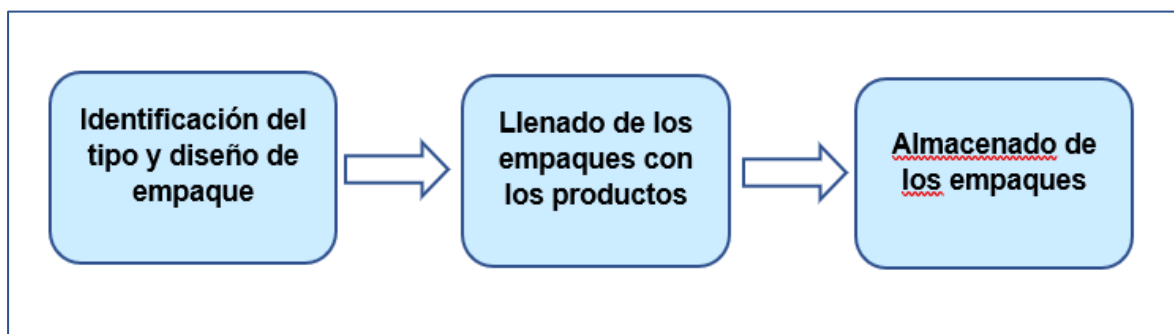 Identificación del
tipo y diseño de
empaque
Llenado de los
empaques con
los productos
Almacenado de
los empaques